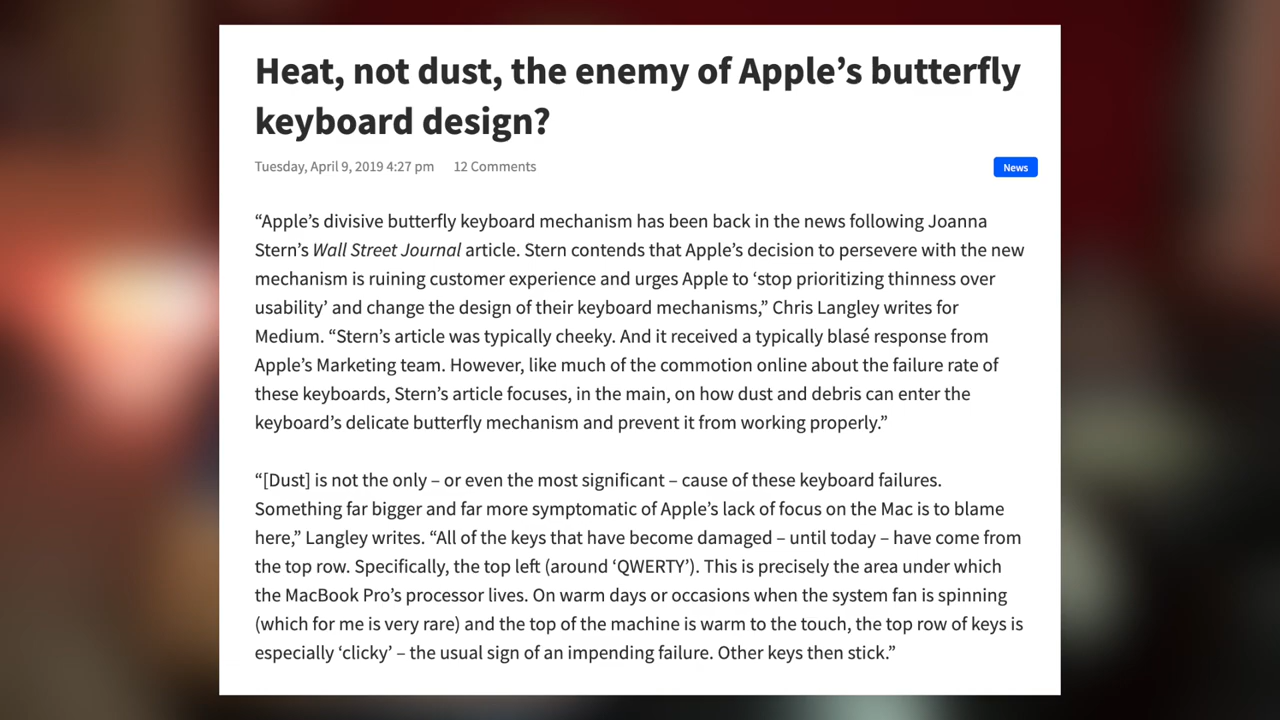 Heat, not dust, the enemy of Apple’s butterfly
keyboard design?
Tuesday, April 9, 2019 4:27 pm 12 Comments
News
“Apple’s divisive butterfly keyboard mechanism has been back in the news following Joanna
Stern’s Wall Street Journal article. Stern contends that Apple’s decision to persevere with the new
mechanism is ruining customer experience and urges Apple to ‘stop prioritizing thinness over
usability’ and change the design of their keyboard mechanisms,” Chris Langley writes for
Medium. “Stern’s article was typically cheeky. And it received a typically blasé response from
Apple’s Marketing team. However, like much of the commotion online about the failure rate of
these keyboards, Stern’s article focuses, in the main, on how dust and debris can enter the
keyboard’s delicate butterfly mechanism and prevent it from working properly.”
“[Dust] is not the only – or even the most significant – cause of these keyboard failures.
Something far bigger and far more symptomatic of Apple’s lack of focus on the Mac is to blame
here,” Langley writes. “All of the keys that have become damaged – until today – have come from
the top row. Specifically, the top left (around ‘QWERTY’). This is precisely the area under which
the MacBook Pro’s processor lives. On warm days or occasions when the system fan is spinning
(which for me is very rare) and the top of the machine is warm to the touch, the top row of keys is
especially ‘clicky’ – the usual sign of an impending failure. Other keys then stick.”